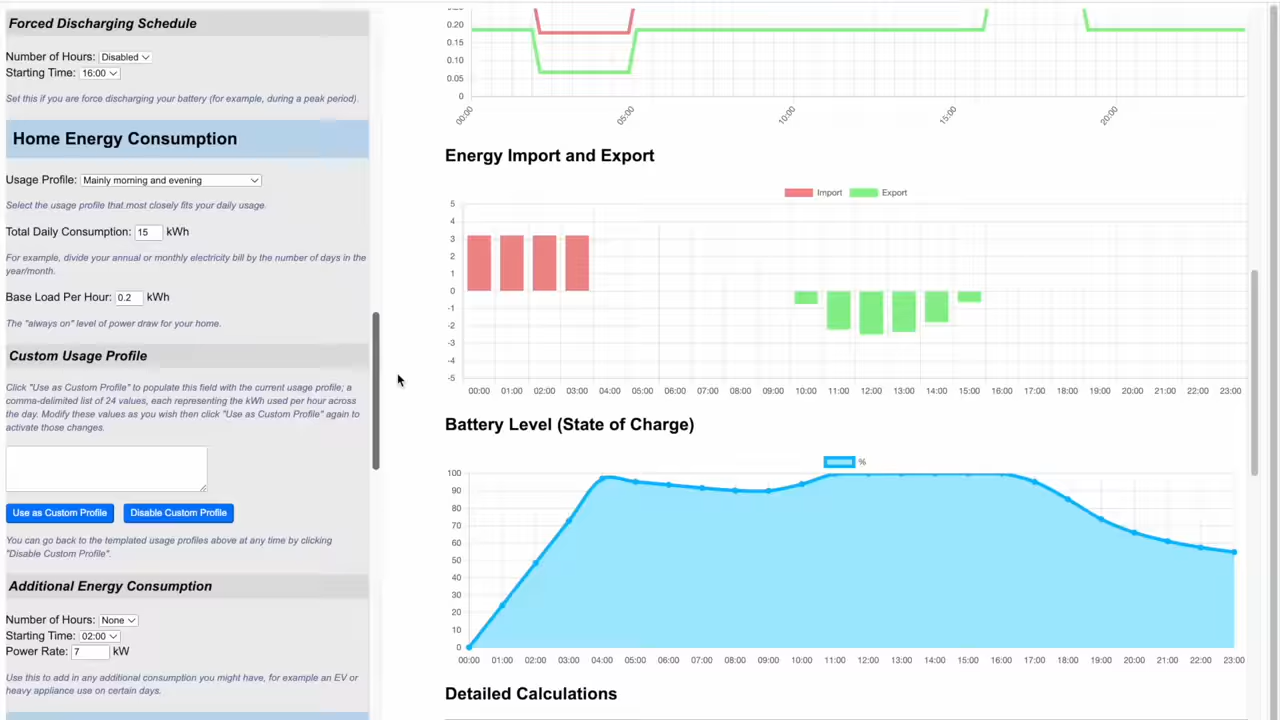 Forced Discharging Schedule
Number of Hours: Disabled
Starting Time: 16:00
Set this if you are force discharging your battery (for example, during a peak period).
Home Energy Consumption
Usage Profile: Mainly morning and evening
Select the usage profile that most closely fits your daily usage.
Total Daily Consumption: 15 kWh
For example, divide your annual or monthly electricity bill by the number of days in the
year/month.
Base Load Per Hour: 0.2 kWh
The "always on" level of power draw for your home.
Custom Usage Profile
Click "Use as Custom Profile" to populate this field with the current usage profile; a
comma-delimited list of 24 values, each representing the kWh used per hour across
the day. Modify these values as you wish then click "Use as Custom Profile" again to
activate those changes.
Use as Custom Profile Disable Custom Profile
You can go back to the templated usage profiles above at any time by clicking
"Disable Custom Profile".
Additional Energy Consumption
Number of Hours: None
Starting Time: 02:00
Power Rate: 7 kW
Use this to add in any additional consumption you might have, for example an EV or
heavy appliance use on certain days.
0.20
0.15
0.10
0.05
0
00:00 05:00 10:00 15:00 20:00
Energy Import and Export
Import Export
5
4
3
2
1
0
-1
-2
-3
-4
-5
00:00 01:00 02:00 03:00 04:00 05:00 06:00 07:00 08:00 09:00 10:00 11:00 12:00 13:00 14:00 15:00 16:00 17:00 18:00 19:00 20:00 21:00 22:00 23:00
Battery Level (State of Charge)
%
100
90
80
70
60
50
40
30
20
10
0
00:00 01:00 02:00 03:00 04:00 05:00 06:00 07:00 08:00 09:00 10:00 11:00 12:00 13:00 14:00 15:00 16:00 17:00 18:00 19:00 20:00 21:00 22:00 23:00
Detailed Calculations